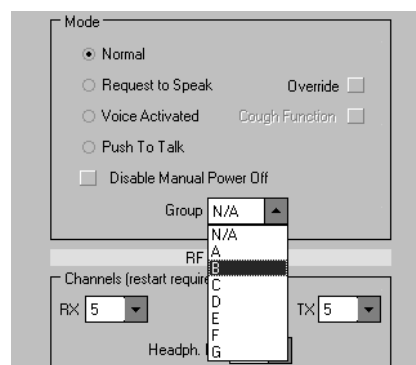 Mode
Normal
Request to Speak Override
Voice Activated Cough Function
Push To Talk
Disable Manual Power Off
Group N/A
N/A
A
B
C
D
E
F
G
RF
Channels (restart require
RX 5 TX 5
Headph.